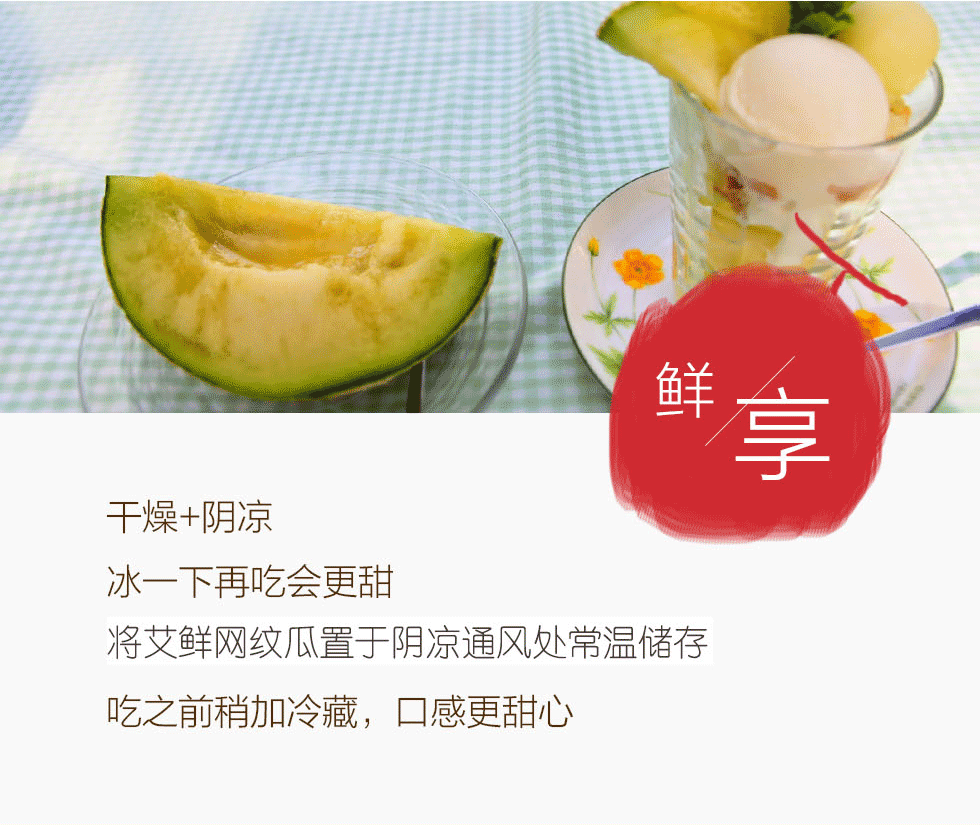 鲜/享
干燥+阴凉
冰一下再吃会更甜
将艾鲜网纹瓜置于阴凉通风处常温储存
吃之前稍加冷藏，口感更甜心